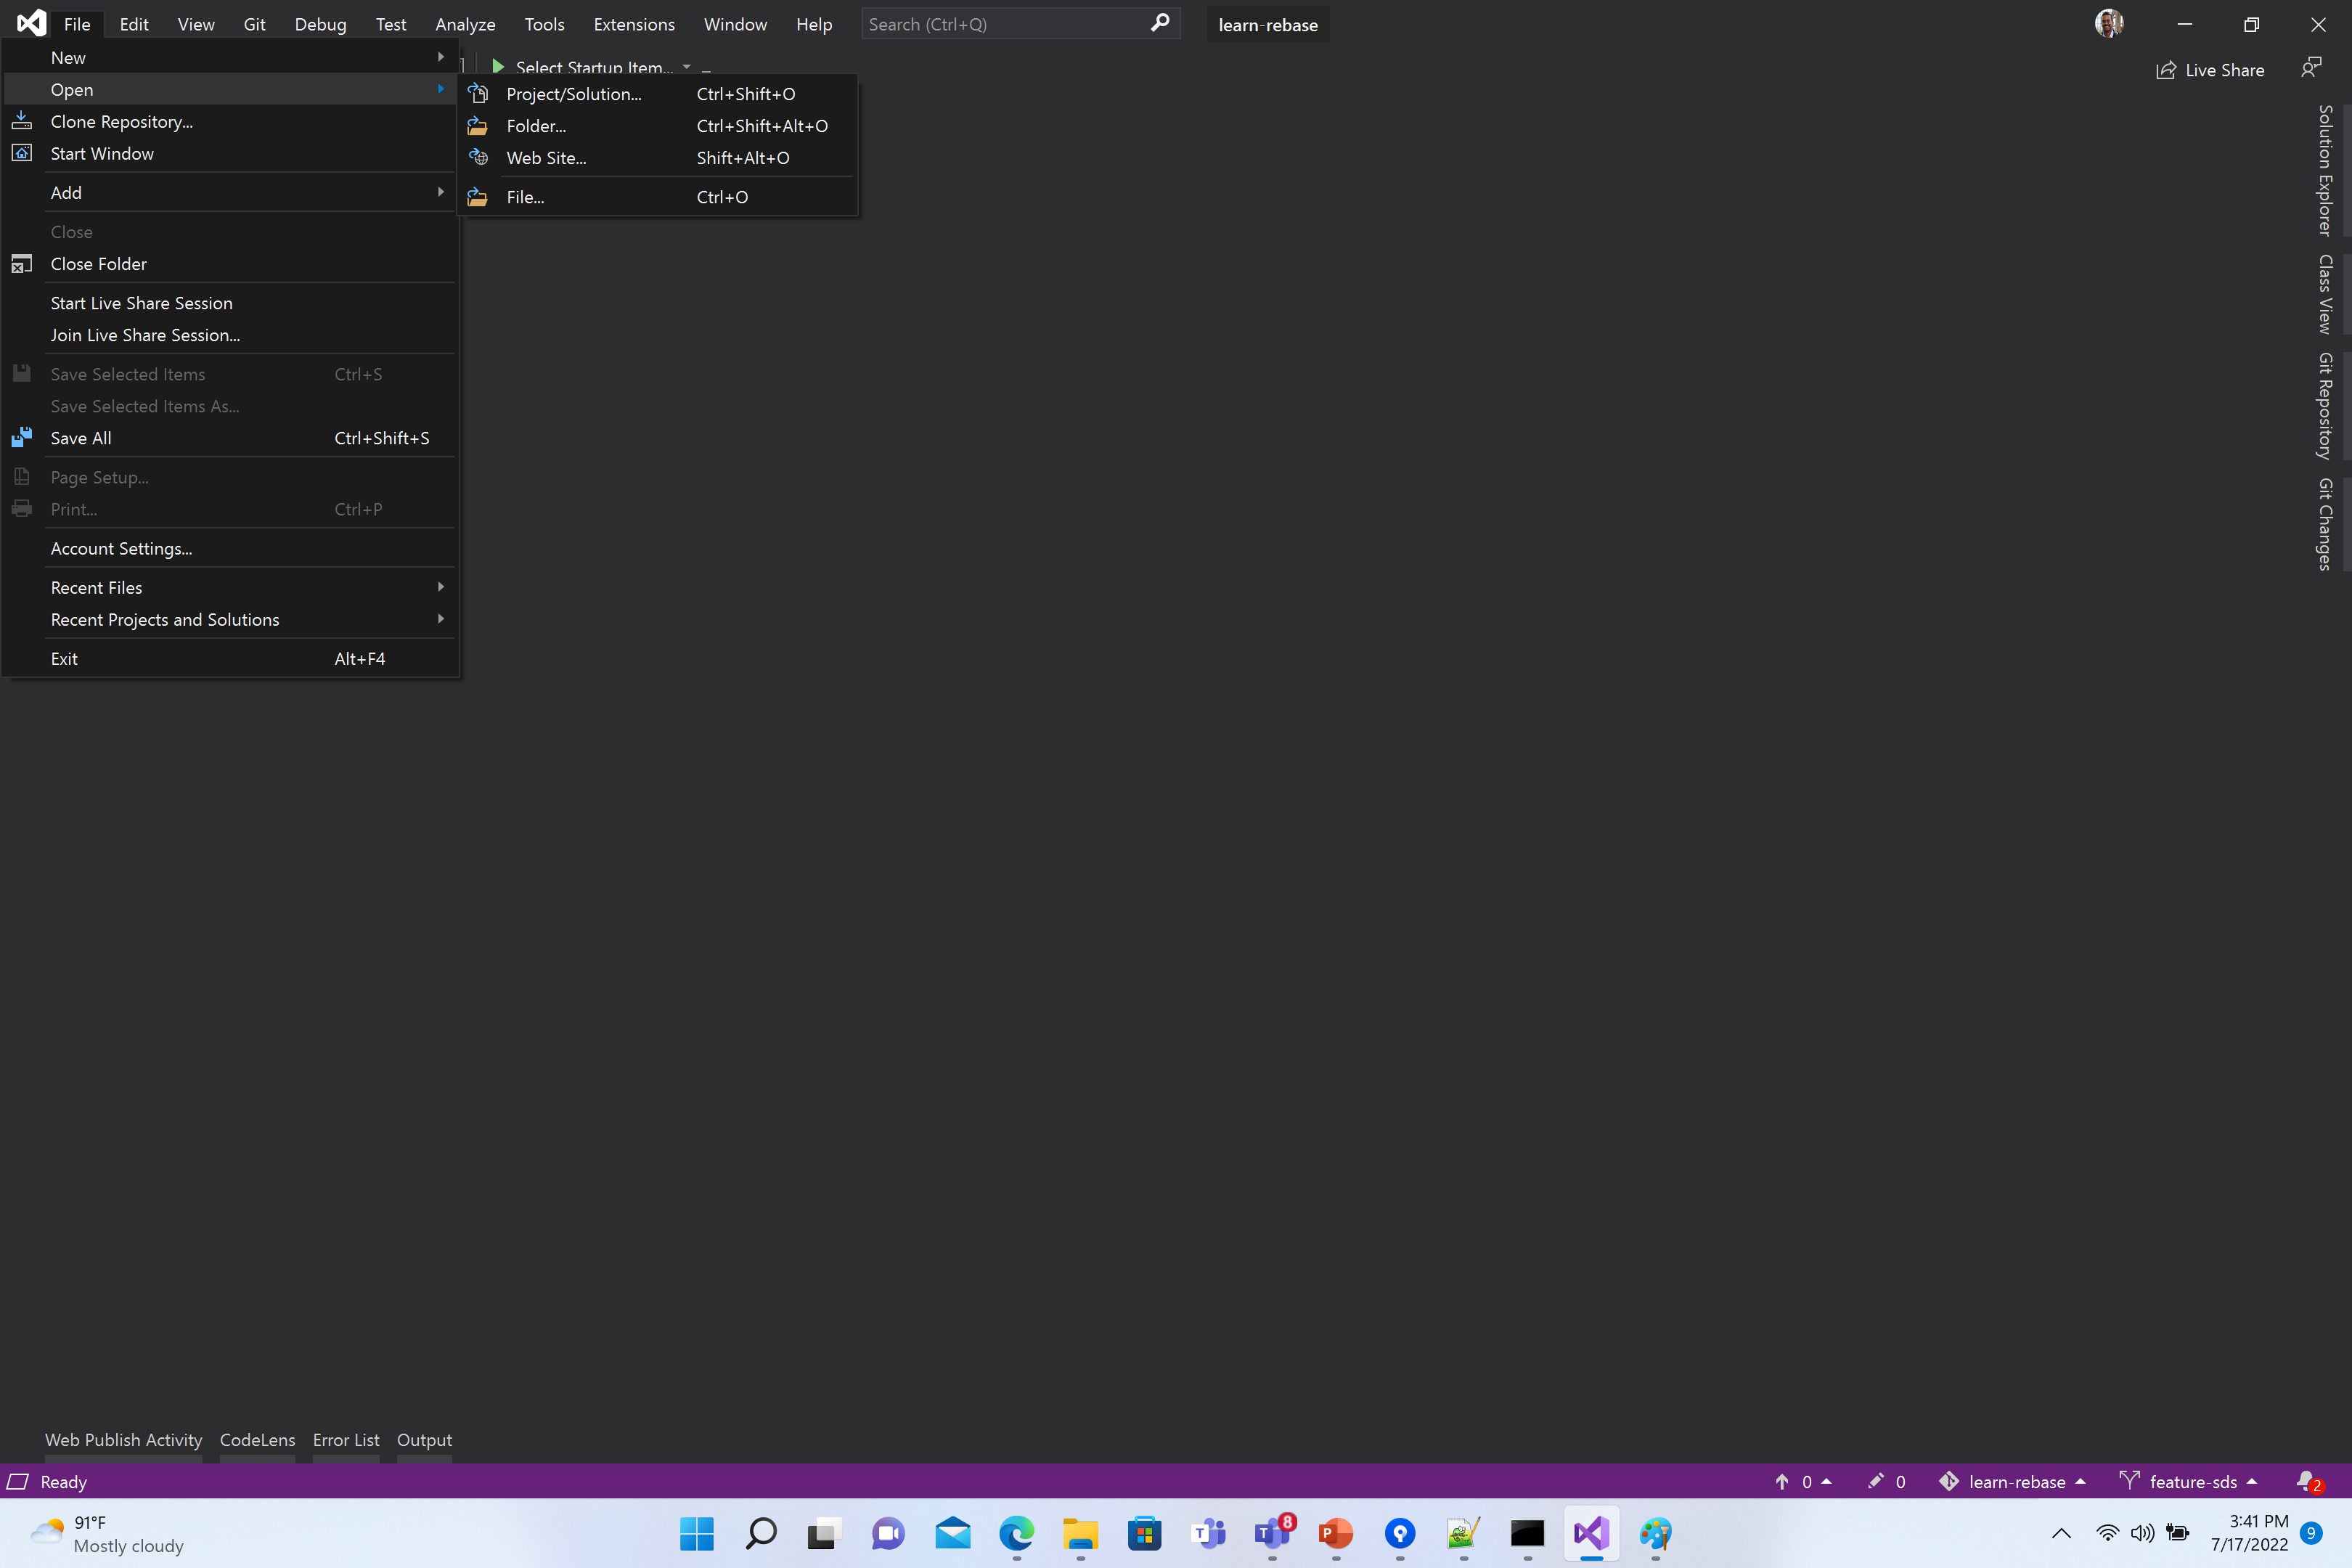 File Edit View Git Debug Test Analyze Tools Extensions Window Help Search (Ctrl+Q) learn-rebase
New
Select Startup Item...
Live Share
Open
Project/Solution... Ctrl+Shift+O
Clone Repository...
Folder... Ctrl+Shift+Alt+O
Start Window
Web Site... Shift+Alt+O
Add
File... Ctrl+O
Close
Close Folder
Start Live Share Session
Join Live Share Session...
Save Selected Items Ctrl+S
Save Selected Items As...
Save All Ctrl+Shift+S
Page Setup...
Print... Ctrl+P
Account Settings...
Recent Files
Recent Projects and Solutions
Exit Alt+F4
Solution Explorer
Class View
Git Repository
Git Changes
Web Publish Activity CodeLens Error List Output
Ready 0 0 learn-rebase feature-sds 2
91°F
Mostly cloudy
T
T 8
P
3:41 PM
7/17/2022
9